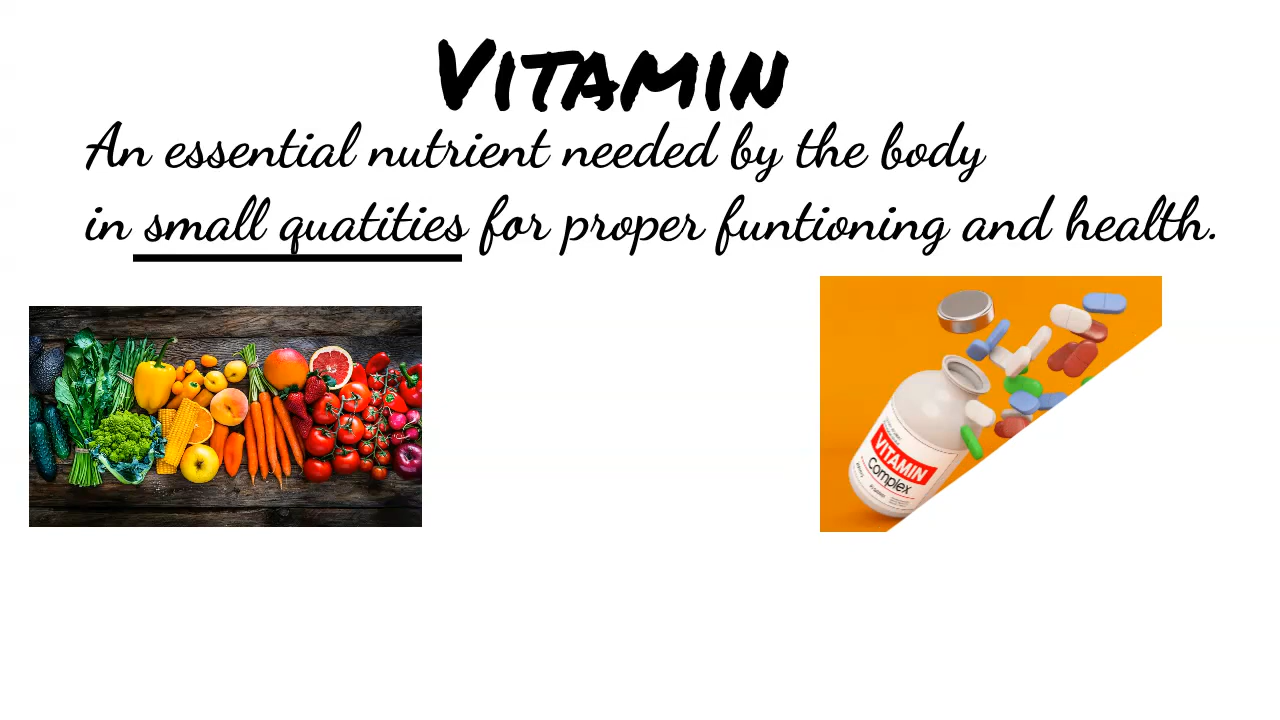 Vitamin
An essential nutrient needed by the body
in small quatities for proper funtioning and health.
VITAMIN
Complex